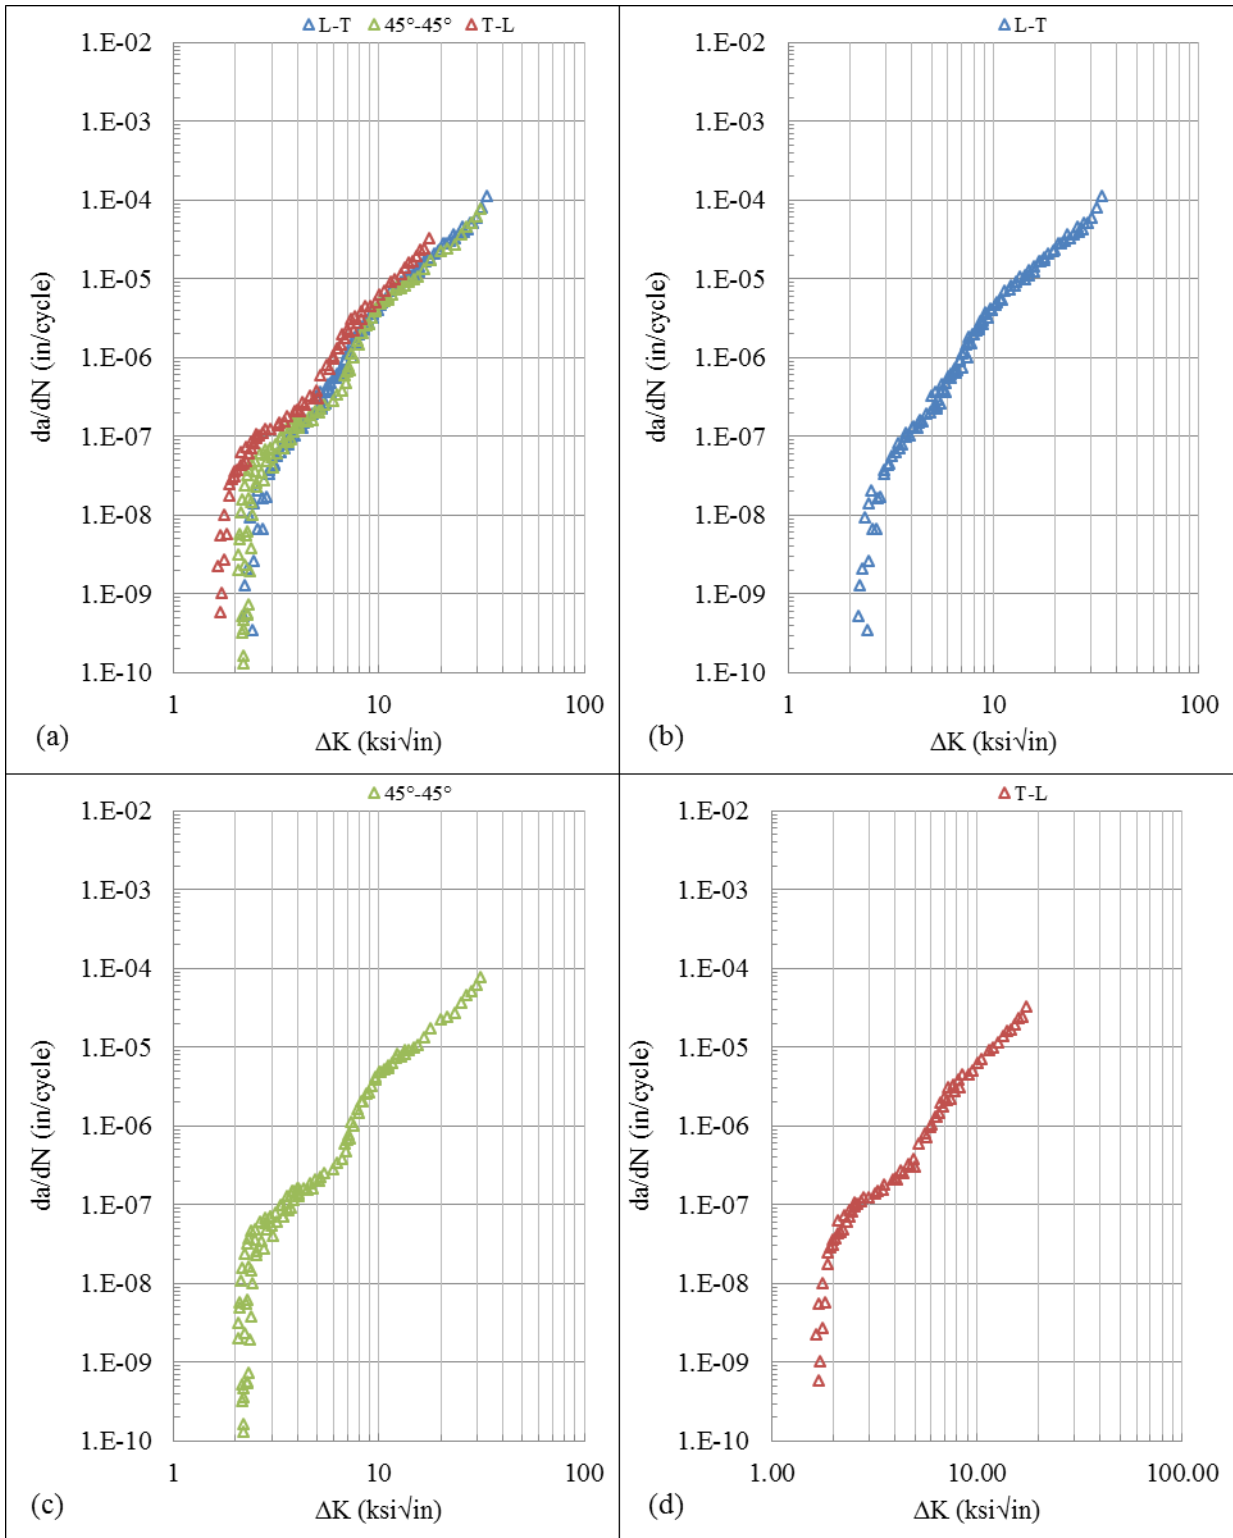 L-T 45°-45° T-L
1.E-02
1.E-03
1.E-04
1.E-05
1.E-06
1.E-07
1.E-08
1.E-09
1.E-10
da/dN (in/cycle)
1 10 100
ΔK (ksi√in)
(a)
L-T
1.E-02
1.E-03
1.E-04
1.E-05
1.E-06
1.E-07
1.E-08
1.E-09
1.E-10
da/dN (in/cycle)
1 10 100
ΔK (ksi√in)
(b)
45°-45°
1.E-02
1.E-03
1.E-04
1.E-05
1.E-06
1.E-07
1.E-08
1.E-09
1.E-10
da/dN (in/cycle)
1 10 100
ΔK (ksi√in)
(c)
T-L
1.E-02
1.E-03
1.E-04
1.E-05
1.E-06
1.E-07
1.E-08
1.E-09
1.E-10
da/dN (in/cycle)
1.00 10.00 100.00
ΔK (ksi√in)
(d)